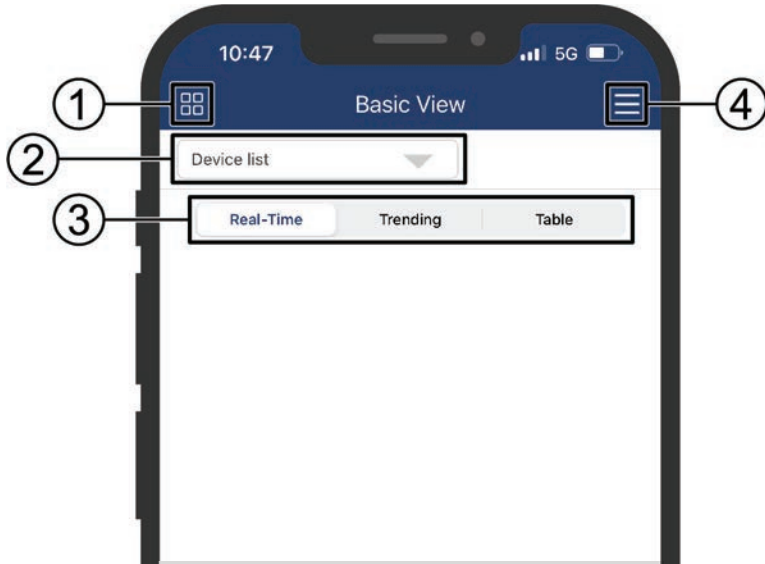 10:47
5G
1
Basic View
4
2
Device list
3
Real-Time
Trending
Table